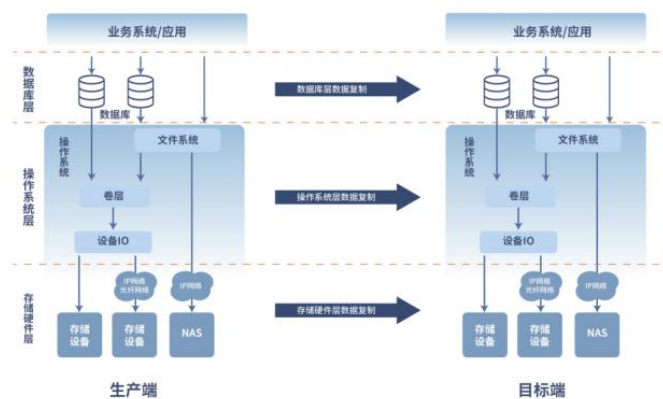 业务系统/应用
业务系统/应用
数据库层
数据库
数据库层数据复制
数据库
操作系统层
操作系统
文件系统
卷层
设备IO
操作系统层数据复制
操作系统
文件系统
卷层
设备IO
存储硬件层
IP网络
光纤网络
IP网络
存储
设备
存储
设备
NAS
存储硬件层数据复制
IP网络
光纤网络
IP网络
存储
设备
存储
设备
NAS
生产端
目标端